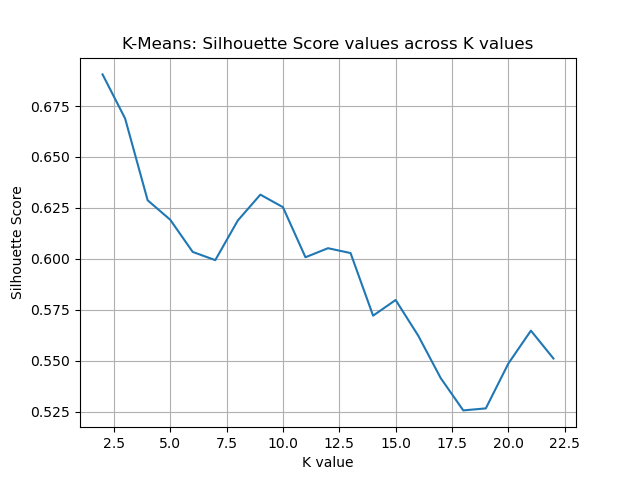 K-Means: Silhouette Score values across K values
Silhouette Score
0.675
0.650
0.625
0.600
0.575
0.550
0.525
2.5 5.0 7.5 10.0 12.5 15.0 17.5 20.0 22.5
K value